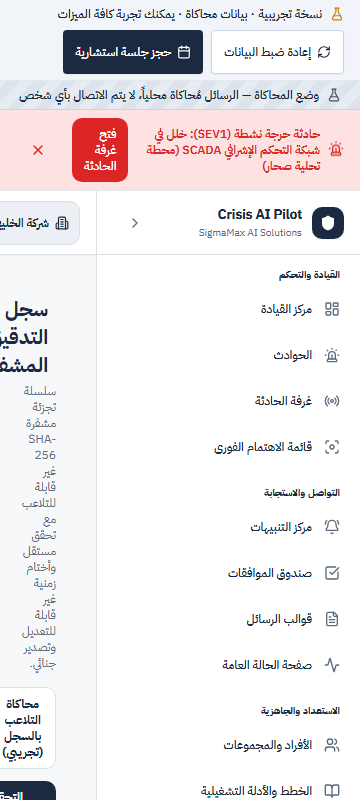 نسخة تجريبية · بيانات محاكاة · يمكنك تجربة كافة الميزات
إعادة ضبط البيانات
حجز جلسة استشارية
وضع المحاكاة — الرسائل مُحاكاة محلياً، لا يتم الاتصال بأي شخص
حادثة حرجة نشطة (SEV1): خلل في
شبكة التحكم الإشرافي SCADA (محطة
تحلية صحار)
فتح
غرفة
الحادثة
Crisis AI Pilot
SigmaMax AI Solutions
شركة
القيادة والتحكم
مركز القيادة
الحوادث
غرفة الحادثة
قائمة الاهتمام الفوري
التواصل والاستجابة
مركز التنبيهات
صندوق الموافقات
قوالب الرسائل
صفحة الحالة العامة
الاستعداد والجاهزية
الأفراد والمجموعات
الخطط والأدلة التشغيلية
سجل
سلسلة
تجزئة
مشفرة
SHA-
256
غير
قابلة
للتلاعب
مع
تحقق
مستقل
وأختام
زمنية
غير
قابلة
للتعديل
وتصدير
جنائي.
محاكاة
التلاعب
بالسجل
(تجريبي)